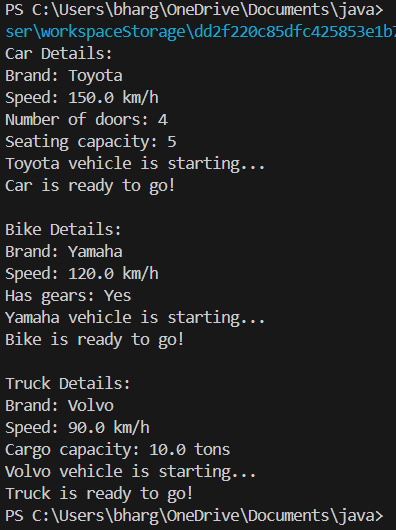 PS C:\Users\bharg\OneDrive\Documents\java>
ser\workspaceStorage\dd2f220c85dfc425853e1b7
Car Details:
Brand: Toyota
Speed: 150.0 km/h
Number of doors: 4
Seating capacity: 5
Toyota vehicle is starting...
Car is ready to go!
Bike Details:
Brand: Yamaha
Speed: 120.0 km/h
Has gears: Yes
Yamaha vehicle is starting...
Bike is ready to go!
Truck Details:
Brand: Volvo
Speed: 90.0 km/h
Cargo capacity: 10.0 tons
Volvo vehicle is starting...
Truck is ready to go!
PS C:\Users\bharg\OneDrive\Documents\java>